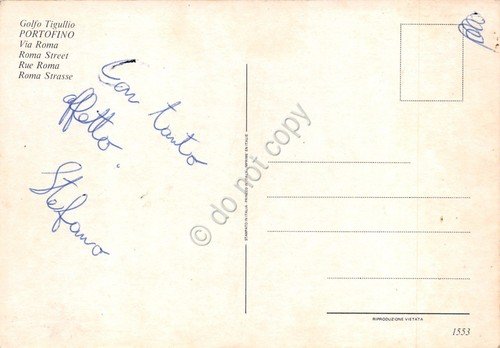 Golfo Tigullio
PORTOFINO
Via Roma
Roma Street
Rue Roma
Roma Strasse
Con tanto
affetto.
Stefano
© do not copy
RIPRODUZIONE VIETATA
1553